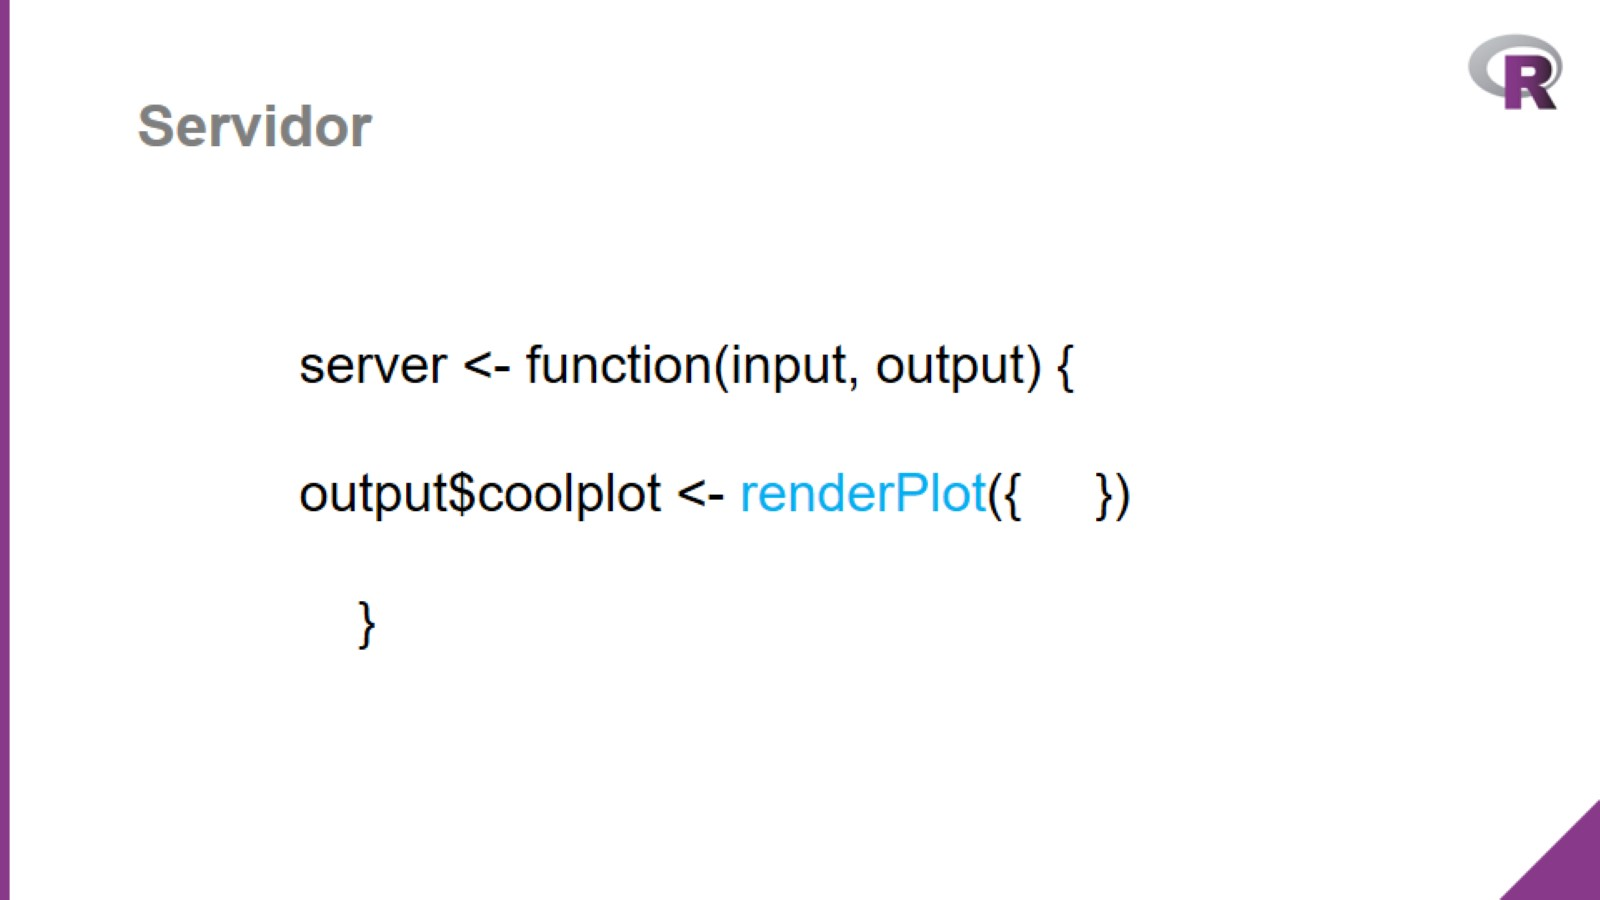 R
Servidor
server <- function(input, output) {
output$coolplot <- renderPlot({     })
}